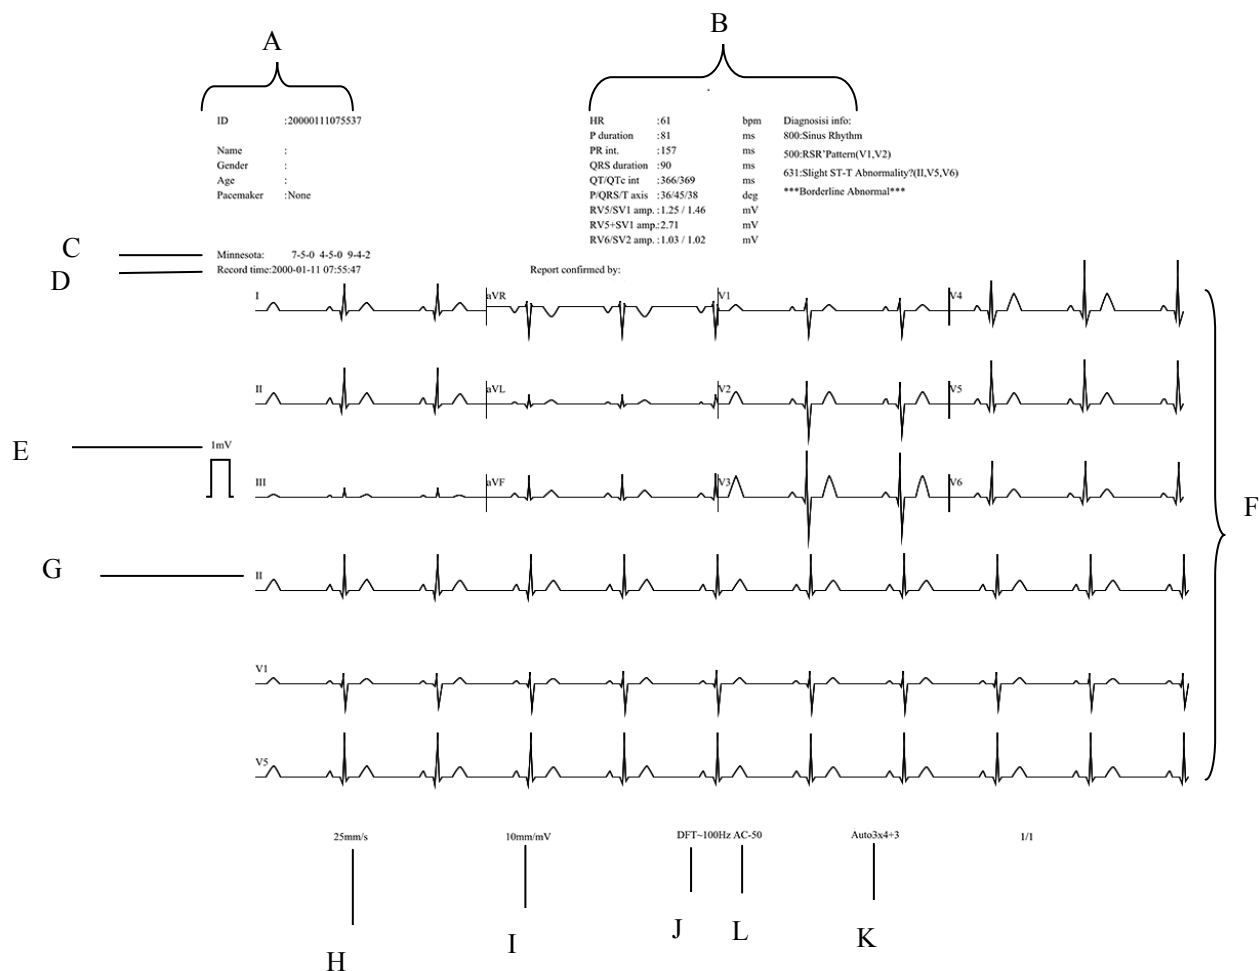 A
B
ID :20000111075537
Name :
Gender :
Age :
Pacemaker :None
HR :61 bpm
P duration :81 ms
PR int. :157 ms
QRS duration :90 ms
QT/QTc int :366/369 ms
P/QRS/T axis :36/45/38 deg
RV5/SV1 amp. :1.25 / 1.46 mV
RV5+SV1 amp.:2.71 mV
RV6/SV2 amp. :1.03 / 1.02 mV
Diagnosisi info:
800:Sinus Rhythm
500:RSR'Pattern(V1,V2)
631:Slight ST-T Abnormality?(II,V5,V6)
***Borderline Abnormal***
C
Minnesota: 7-5-0 4-5-0 9-4-2
D
Record time:2000-01-11 07:55:47
Report confirmed by:
I aVR V1 V4
II aVL V2 V5
E
1mV
III aVF V3 V6
F
G
II
V1
V5
25mm/s 10mm/mV DFT~100Hz AC-50 Auto3x4+3 1/1
H I J L K